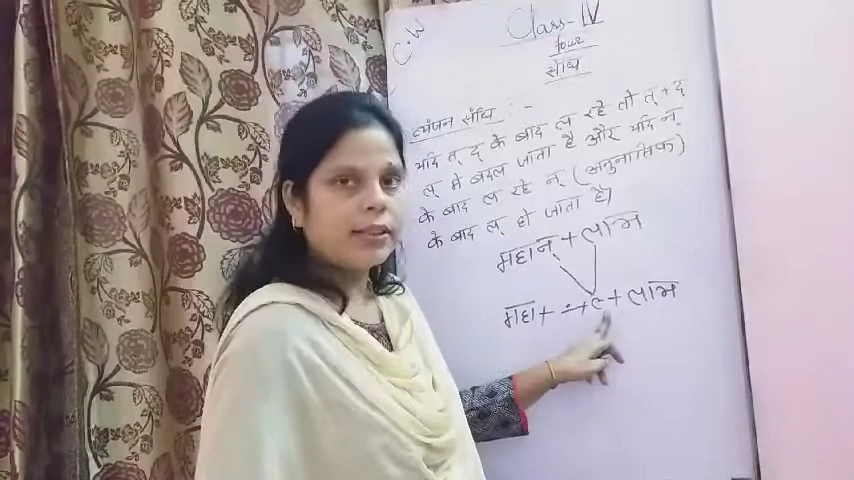 C.W
Class - IV
four
संधि
व्यंजन संधि :-
यदि त्, द् के बाद ल रहे तो त् + द्
ल् मे बदल जाता है और यदि न्
के बाद ल रहे न् (अनुनासिक)
के बाद ल् हो जाता है।
महान् + लाभ
महा + ँ + ल् + लाभ